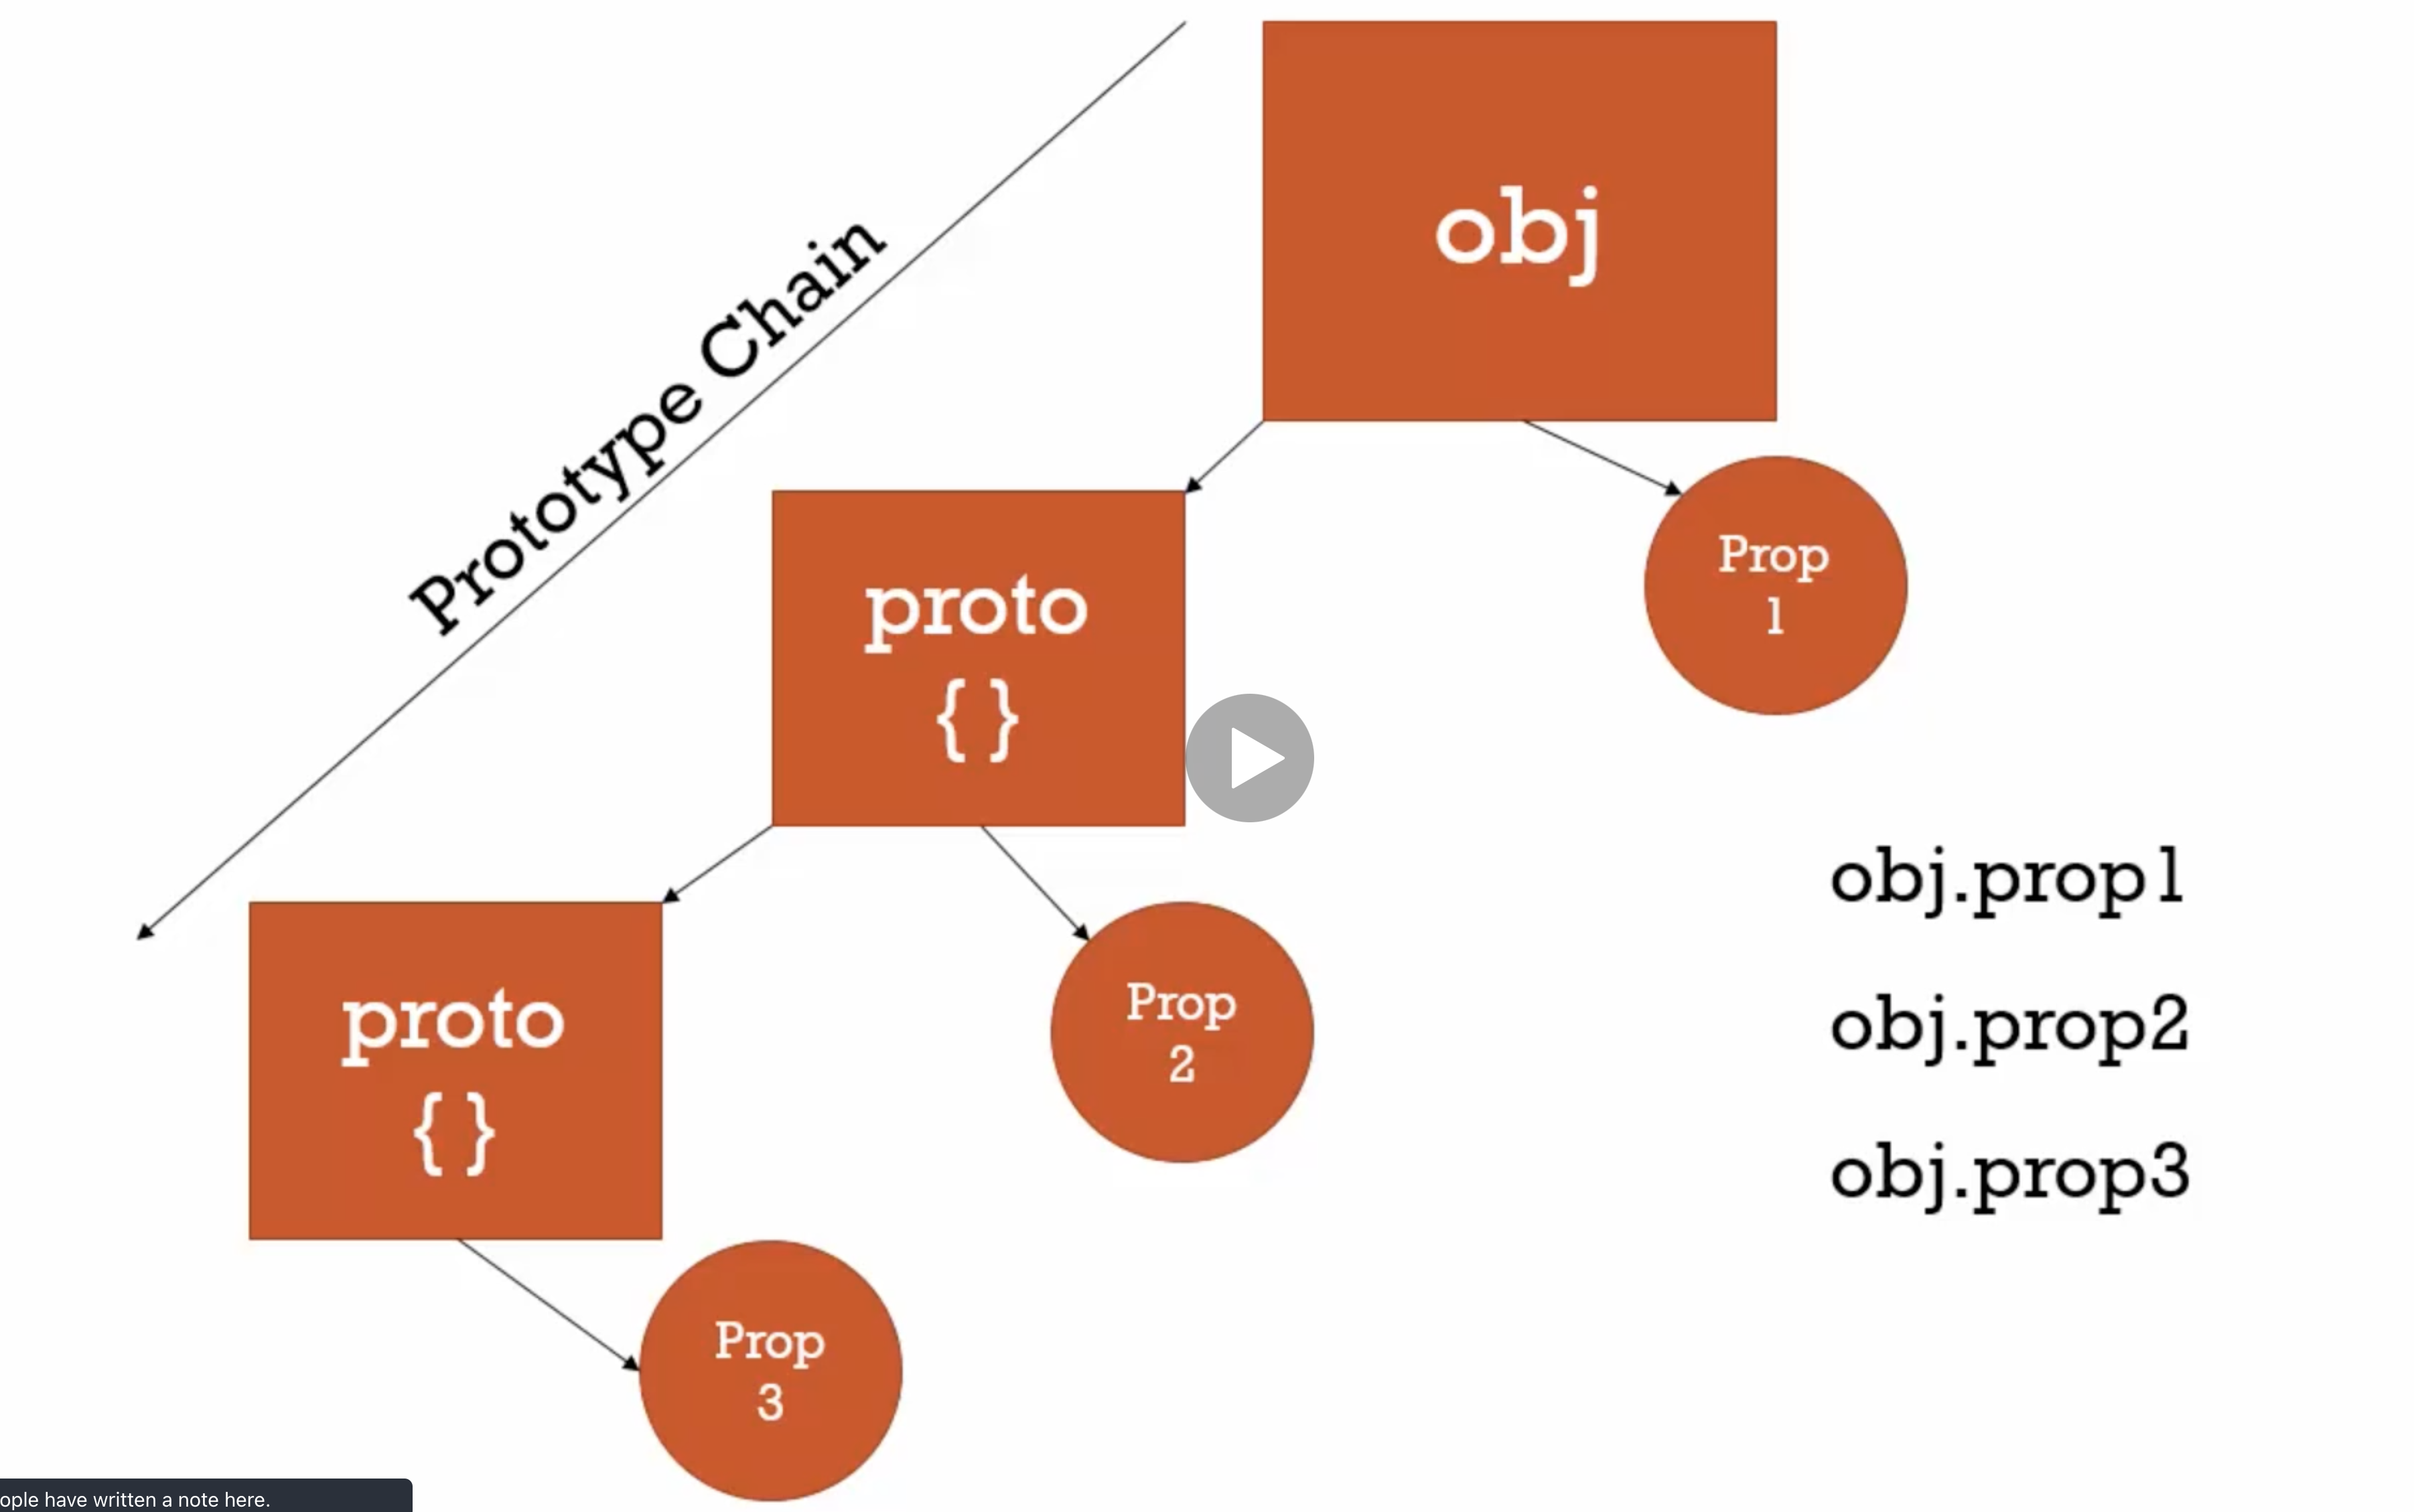 Prototype Chain
obj
proto
{ }
Prop
1
proto
{ }
Prop
2
Prop
3
obj.prop1
obj.prop2
obj.prop3
ople have written a note here.